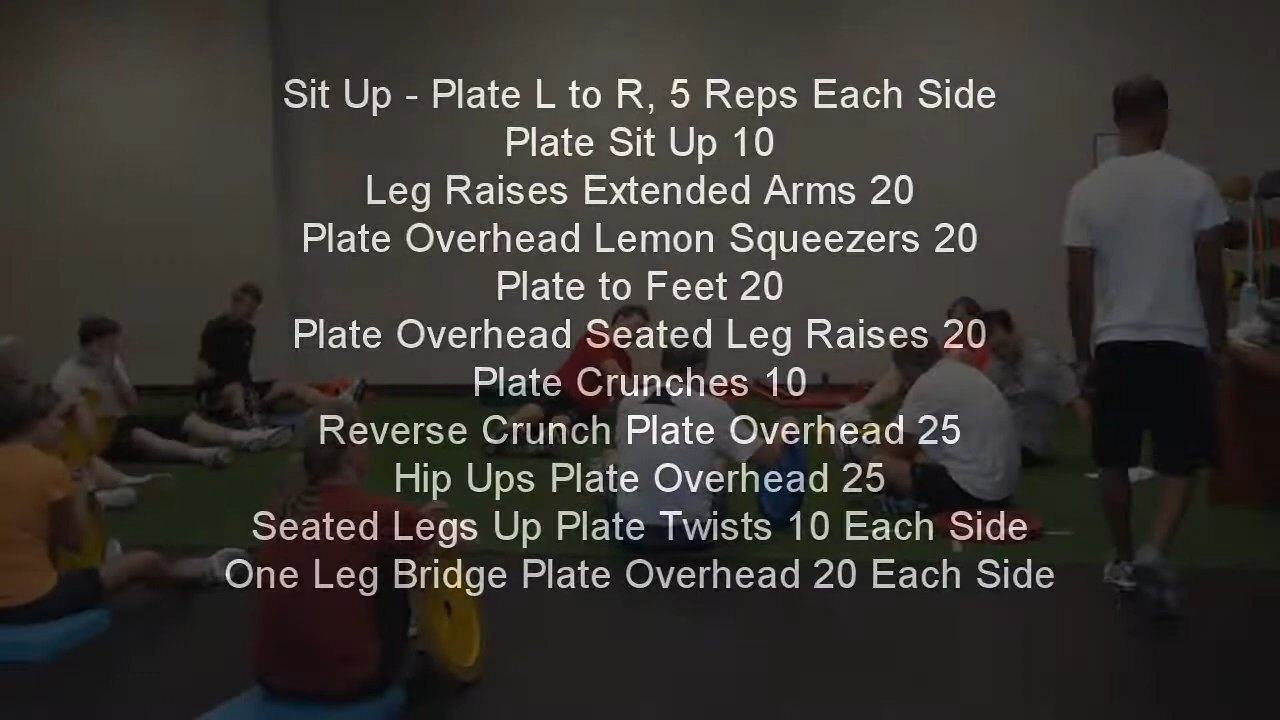 Sit Up - Plate L to R, 5 Reps Each Side
Plate Sit Up 10
Leg Raises Extended Arms 20
Plate Overhead Lemon Squeezers 20
Plate to Feet 20
Plate Overhead Seated Leg Raises 20
Plate Crunches 10
Reverse Crunch Plate Overhead 25
Hip Ups Plate Overhead 25
Seated Legs Up Plate Twists 10 Each Side
One Leg Bridge Plate Overhead 20 Each Side